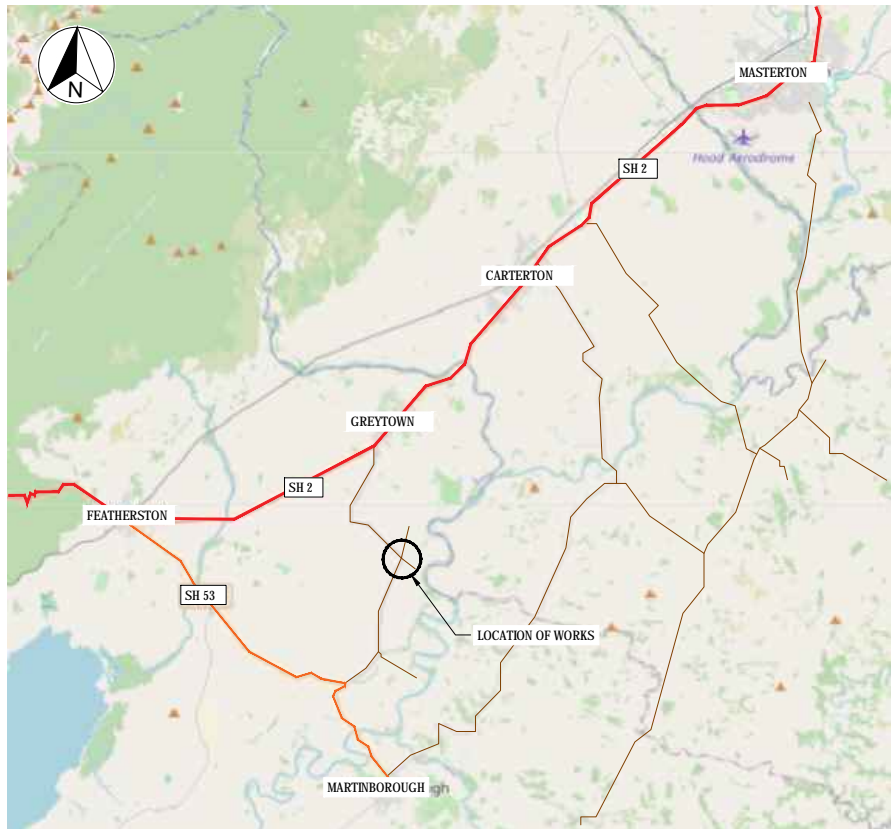 MASTERTON
N
Hood Aerodrome
SH 2
CARTERTON
GREYTOWN
SH 2
FEATHERSTON
SH 53
LOCATION OF WORKS
MARTINBOROUGH